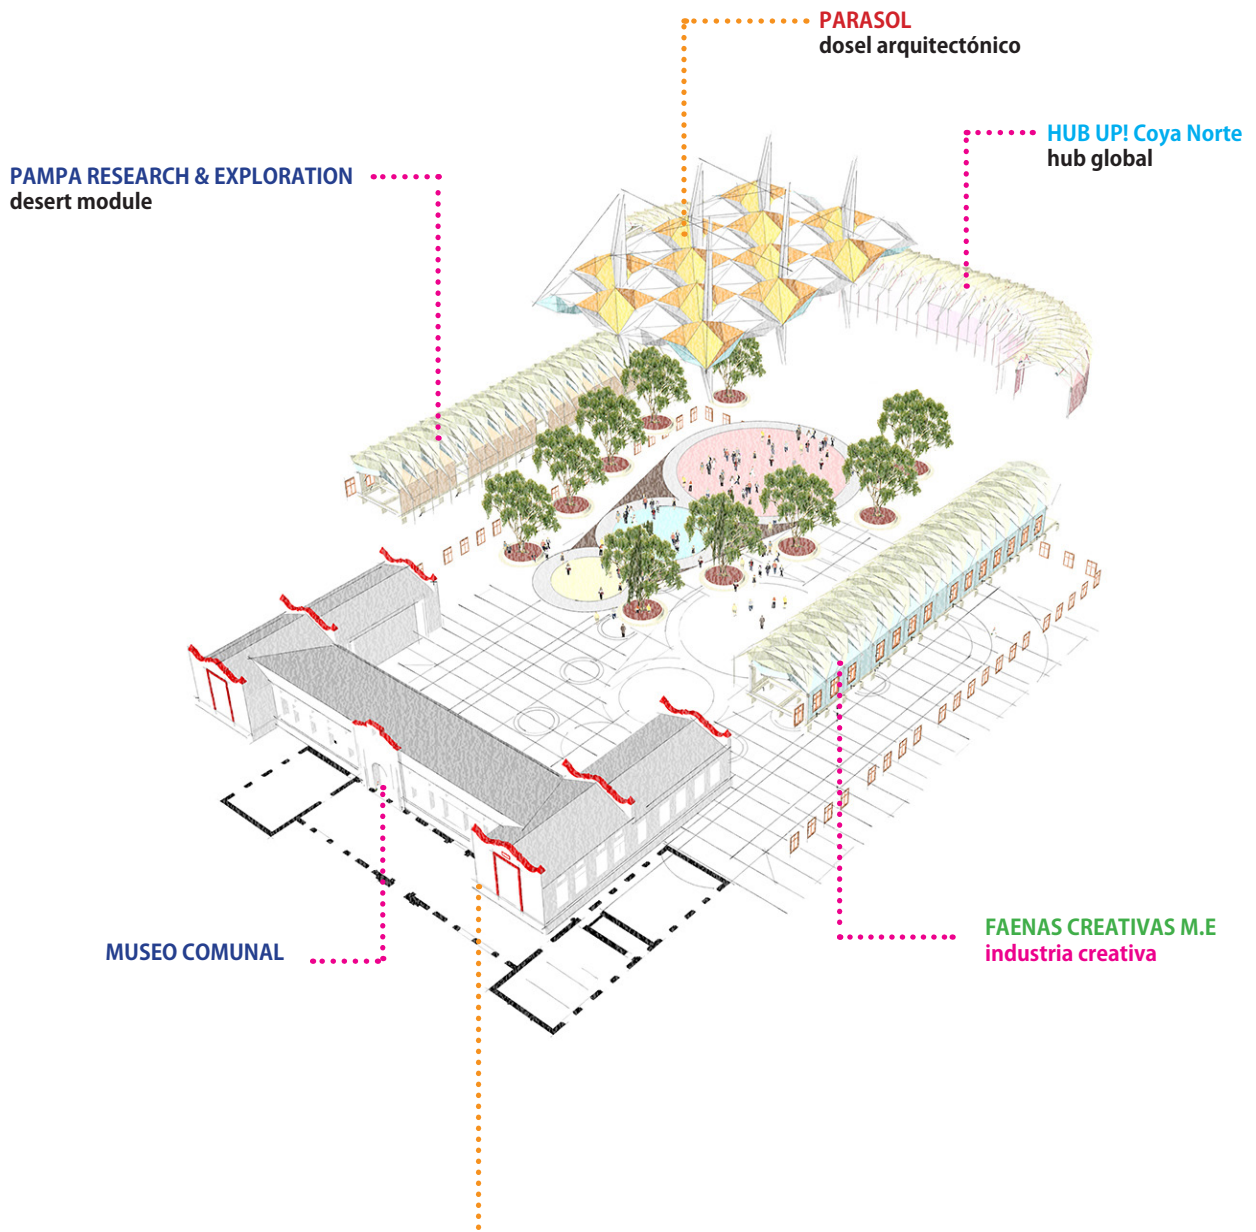 PARASOL
dosel arquitectónico
HUB UP! Coya Norte
hub global
PAMPA RESEARCH & EXPLORATION
desert module
MUSEO COMUNAL
FAENAS CREATIVAS M.E
industria creativa